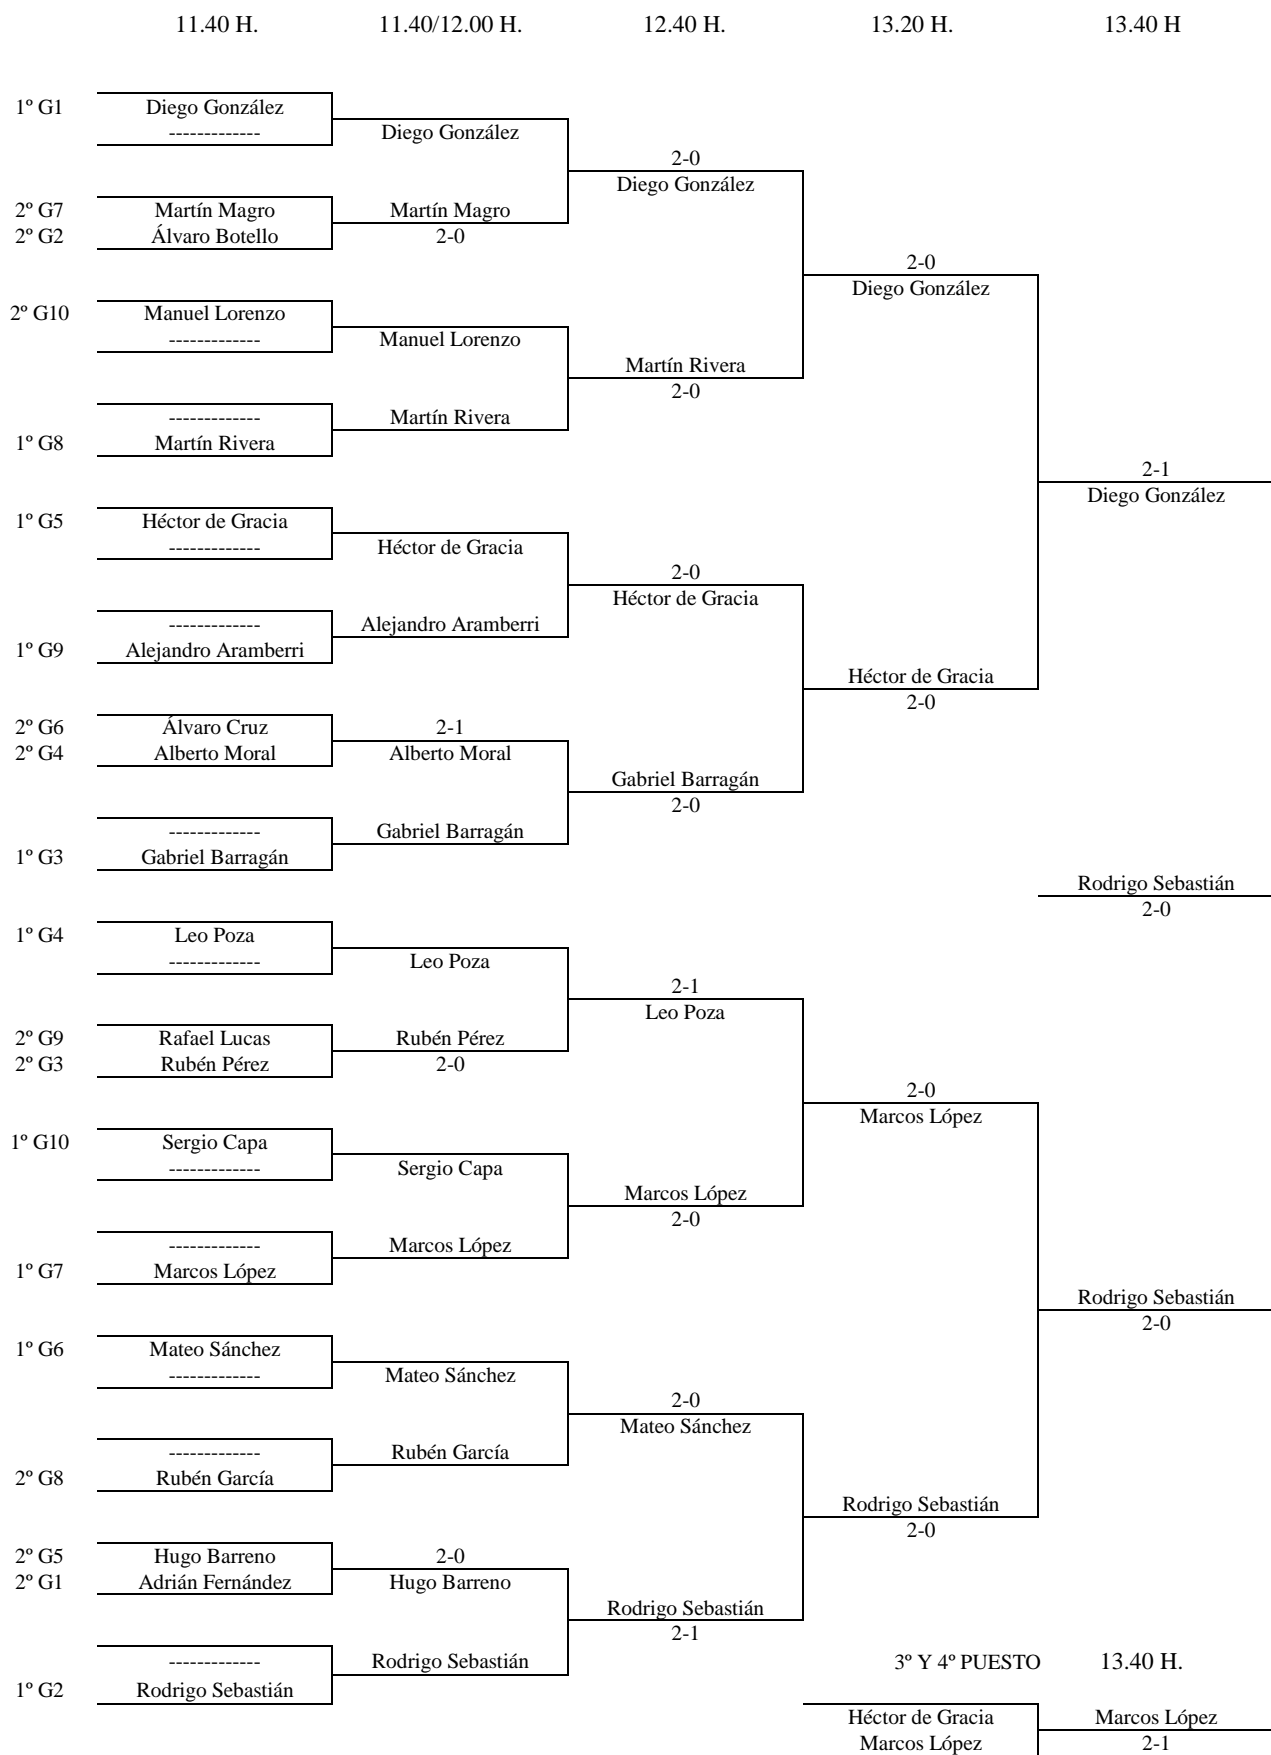 11.40 H. 11.40/12.00 H. 12.40 H. 13.20 H. 13.40 H
1º G1 Diego González
------------- Diego González
2-0
Diego González
2º G7 Martín Magro Martín Magro
2º G2 Álvaro Botello 2-0
2-0
Diego González
2º G10 Manuel Lorenzo
------------- Manuel Lorenzo
Martín Rivera
2-0
------------- Martín Rivera
1º G8 Martín Rivera
2-1
Diego González
1º G5 Héctor de Gracia
------------- Héctor de Gracia
2-0
Héctor de Gracia
------------- Alejandro Aramberri
1º G9 Alejandro Aramberri
Héctor de Gracia
2-0
2º G6 Álvaro Cruz 2-1
2º G4 Alberto Moral Alberto Moral
Gabriel Barragán
2-0
------------- Gabriel Barragán
1º G3 Gabriel Barragán
Rodrigo Sebastián
2-0
1º G4 Leo Poza
------------- Leo Poza
2-1
Leo Poza
2º G9 Rafael Lucas Rubén Pérez
2º G3 Rubén Pérez 2-0
2-0
Marcos López
1º G10 Sergio Capa
------------- Sergio Capa
Marcos López
2-0
------------- Marcos López
1º G7 Marcos López
Rodrigo Sebastián
2-0
1º G6 Mateo Sánchez
------------- Mateo Sánchez
2-0
Mateo Sánchez
------------- Rubén García
2º G8 Rubén García
Rodrigo Sebastián
2-0
2º G5 Hugo Barreno 2-0
2º G1 Adrián Fernández Hugo Barreno
Rodrigo Sebastián
2-1
------------- Rodrigo Sebastián 3º Y 4º PUESTO 13.40 H.
1º G2 Rodrigo Sebastián
Héctor de Gracia Marcos López
Marcos López 2-1